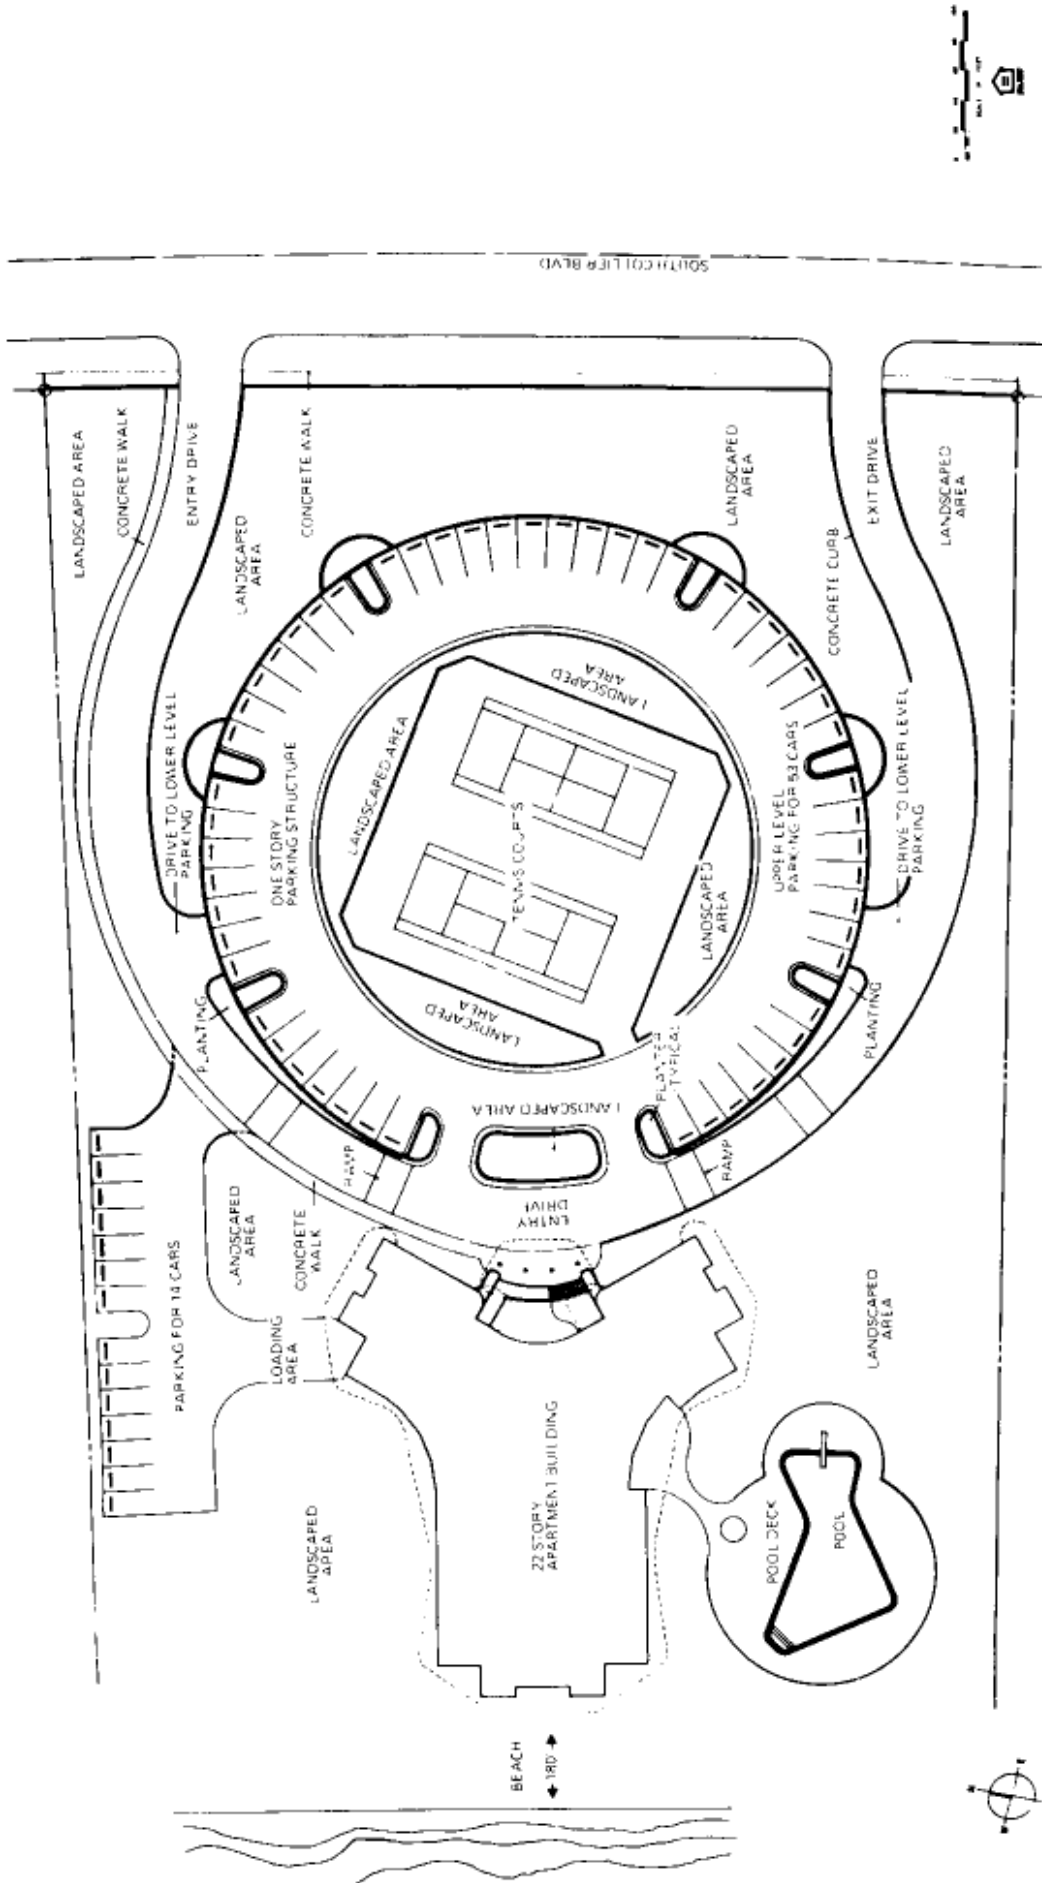 SOUTH COLLIER BLVD
LANDSCAPED AREA
CONCRETE WALK
ENTRY DRIVE
LANDSCAPED
AREA
CONCRETE WALK
LANDSCAPED
AREA
CONCRETE CURB
EXIT DRIVE
LANDSCAPED
AREA
DRIVE TO LOWER LEVEL
PARKING
ONE STORY
PARKING STRUCTURE
LANDSCAPED AREA
LANDSCAPED
AREA
TENNIS COURTS
LANDSCAPED
AREA
LANDSCAPED
AREA
UPPER LEVEL
PARKING FOR 53 CARS
DRIVE TO LOWER LEVEL
PARKING
PLANTING
PLANTER
TYPICAL
PLANTING
LANDSCAPED AREA
RAMP
RAMP
ENTRY
DRIVE
PARKING FOR 14 CARS
LANDSCAPED
AREA
CONCRETE
WALK
LOADING
AREA
LANDSCAPED
AREA
LANDSCAPED
AREA
22 STORY
APARTMENT BUILDING
POOL DECK
POOL
BEACH
180'